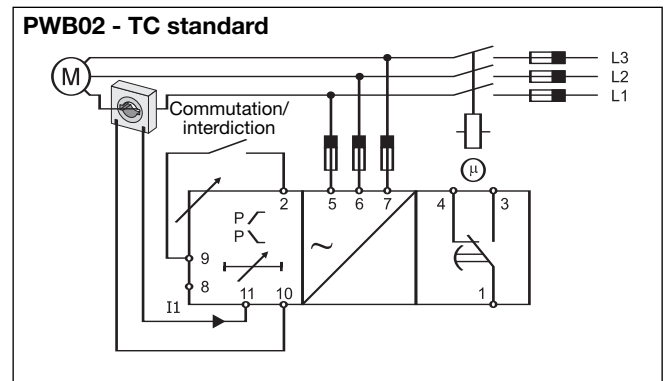 PWB02 - TC standard
L3
M
L2
L1
Commutation/
interdiction
μ
2
5
6
7
4
3
P
P
~
9
8
I1
11
10
1